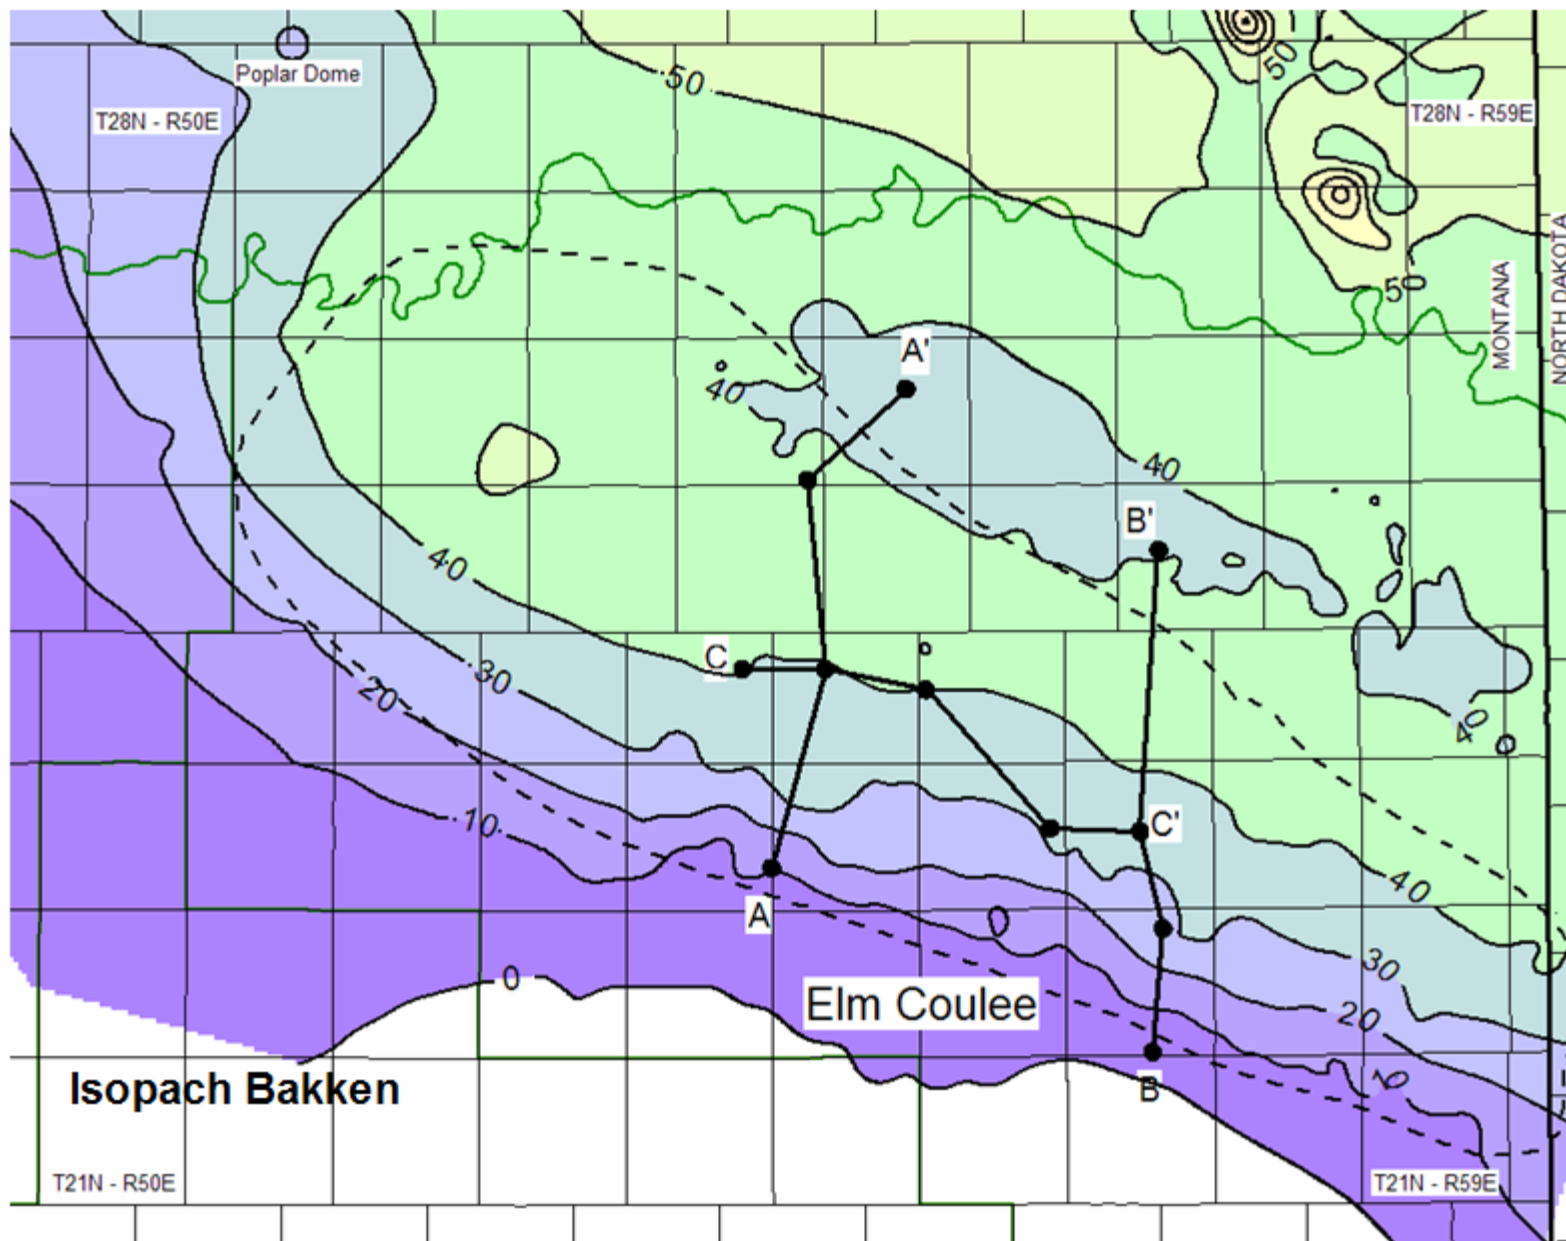 50
Poplar Dome
50
T28N - R50E
T28N - R59E
MONTANA
NORTH DAKOTA
50
A'
40
40
B'
40
C
30
20
40
C'
10
40
A
30
0
Elm Coulee
20
Isopach Bakken
B
10
T21N - R50E
T21N - R59E